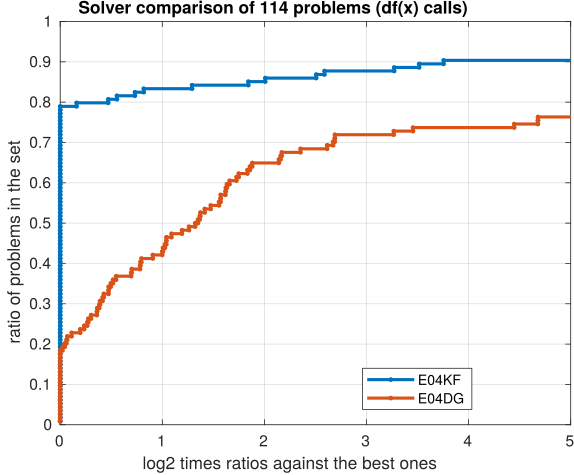 Solver comparison of 114 problems (df(x) calls)
1
0.9
0.8
0.7
0.6
0.5
0.4
0.3
0.2
0.1
0
ratio of problems in the set
E04KF
E04DG
0 1 2 3 4 5
log2 times ratios against the best ones